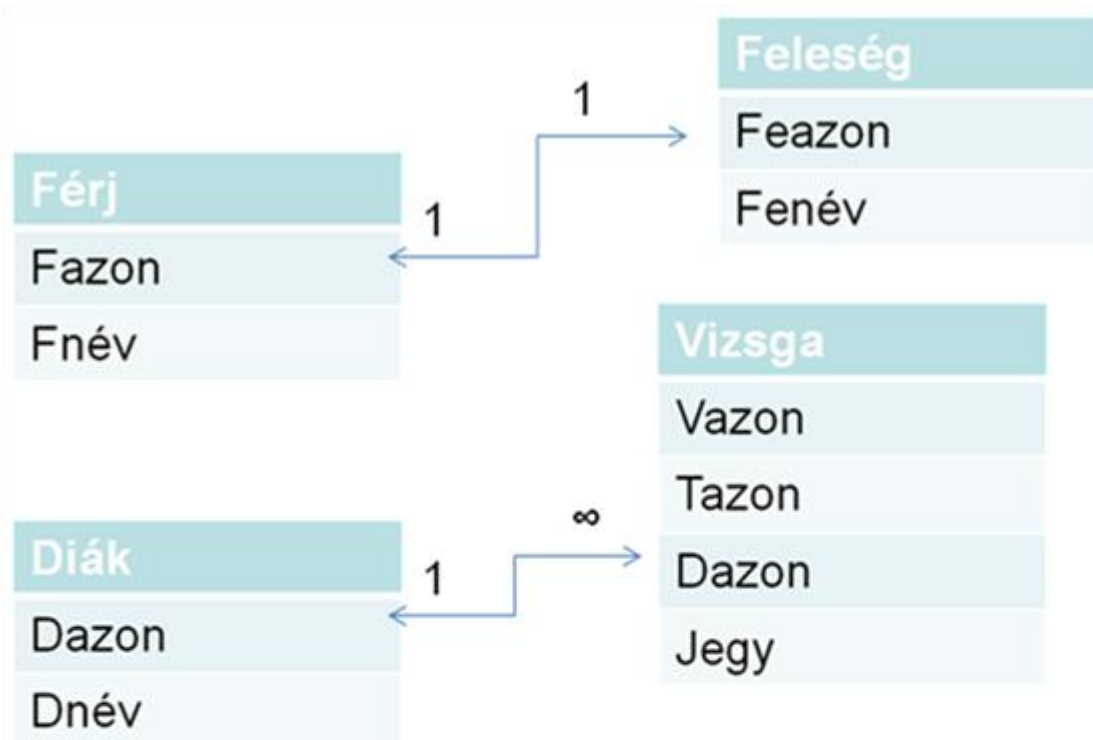 Férj
Fazon
Fnév
1
1
Feleség
Feazon
Fenév
Diák
Dazon
Dnév
1
∞
Vizsga
Vazon
Tazon
Dazon
Jegy